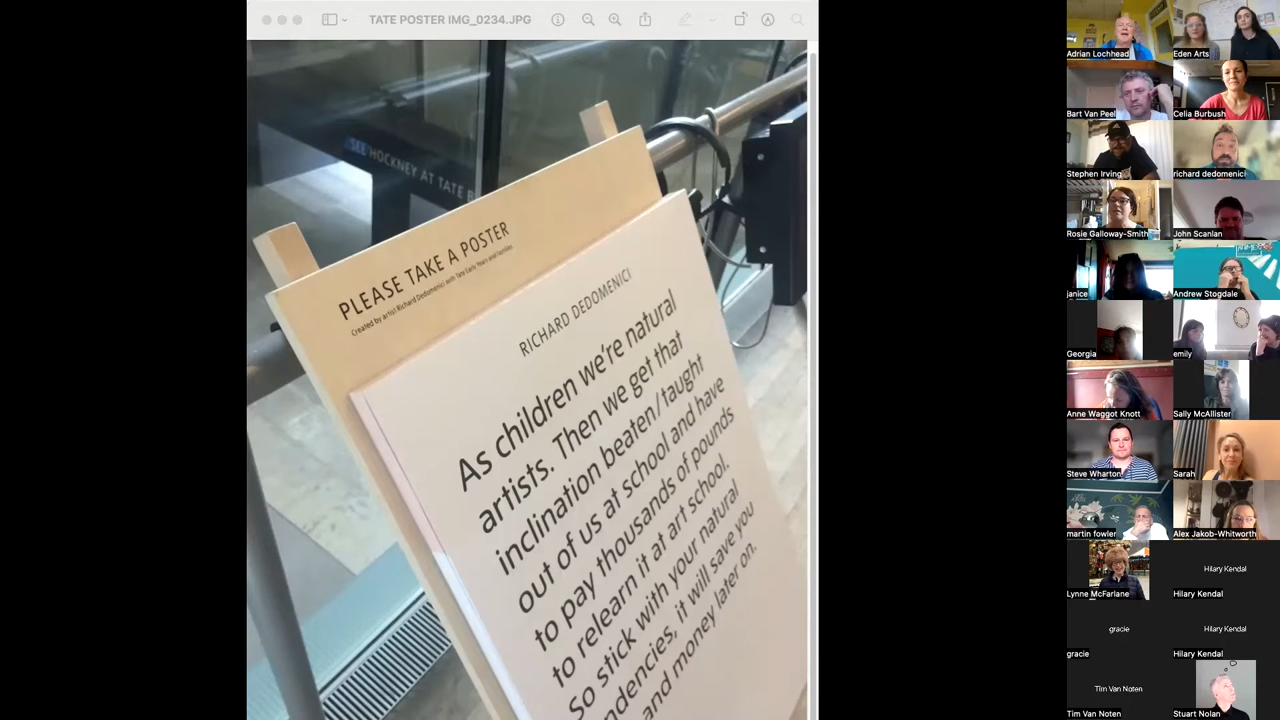 TATE POSTER IMG_0234.JPG
SEE HOCKNEY AT TATE B
PLEASE TAKE A POSTER
Created by artist Richard Dedomenici with Tate Early Years and Families
RICHARD DEDOMENICI
As children we're natural
artists. Then we get that
inclination beaten/taught
out of us at school and have
to pay thousands of pounds
to relearn it at art school.
So stick with your natural
ndencies, it will save you
and money later on.
Adrian Lochhead
Eden Arts
Bart Van Peel
Celia Burbush
Stephen Irving
richard dedomenici
Rosie Galloway-Smith
John Scanlan
janice
Andrew Stogdale
Georgia
emily
Anne Waggot Knott
Sally McAllister
Steve Wharton
Sarah
martin fowler
Alex Jakob-Whitworth
Lynne McFarlane
Hilary Kendal
Hilary Kendal
gracie
gracie
Hilary Kendal
Hilary Kendal
Tim Van Noten
Tim Van Noten
Stuart Nolan